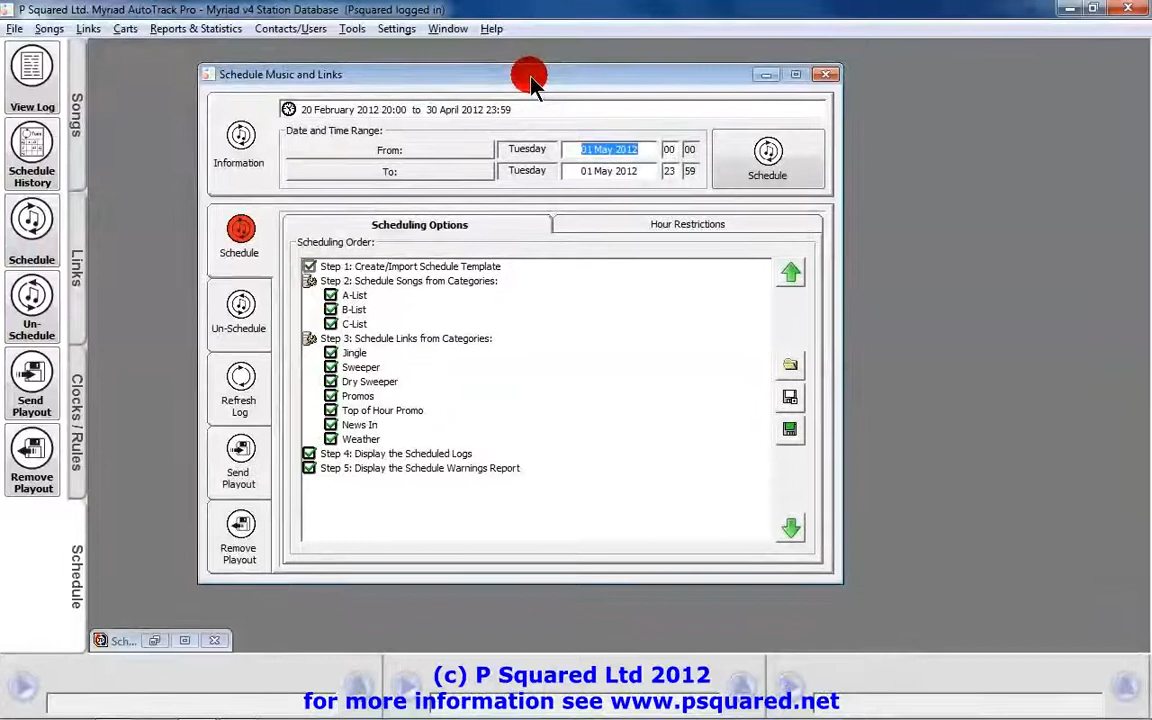 P Squared Ltd. Myriad AutoTrack Pro - Myriad v4 Station Database (Psquared logged in)
File Songs Links Carts Reports & Statistics Contacts/Users Tools Settings Window Help
View Log
Schedule History
Schedule
Un-Schedule
Send Playout
Remove Playout
Songs
Links
Clocks / Rules
Schedule
Schedule Music and Links
Information
20 February 2012 20:00 to 30 April 2012 23:59
Date and Time Range:
From: Tuesday 01 May 2012 00 00
To: Tuesday 01 May 2012 23 59
Schedule
Schedule
Un-Schedule
Refresh Log
Send Playout
Remove Playout
Scheduling Options
Hour Restrictions
Scheduling Order:
Step 1: Create/Import Schedule Template
Step 2: Schedule Songs from Categories:
A-List
B-List
C-List
Step 3: Schedule Links from Categories:
Jingle
Sweeper
Dry Sweeper
Promos
Top of Hour Promo
News In
Weather
Step 4: Display the Scheduled Logs
Step 5: Display the Schedule Warnings Report
Sch...
(c) P Squared Ltd 2012
for more information see www.psquared.net